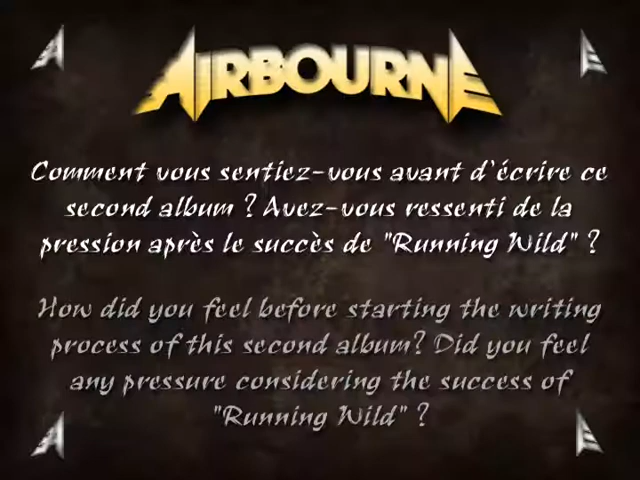 A
AIRBOURNE
E
Comment vous sentiez-vous avant d'écrire ce
second album ? Avez-vous ressenti de la
pression après le succès de "Running Wild" ?
How did you feel before starting the writing
process of this second album? Did you feel
any pressure considering the success of
"Running Wild" ?
A
E